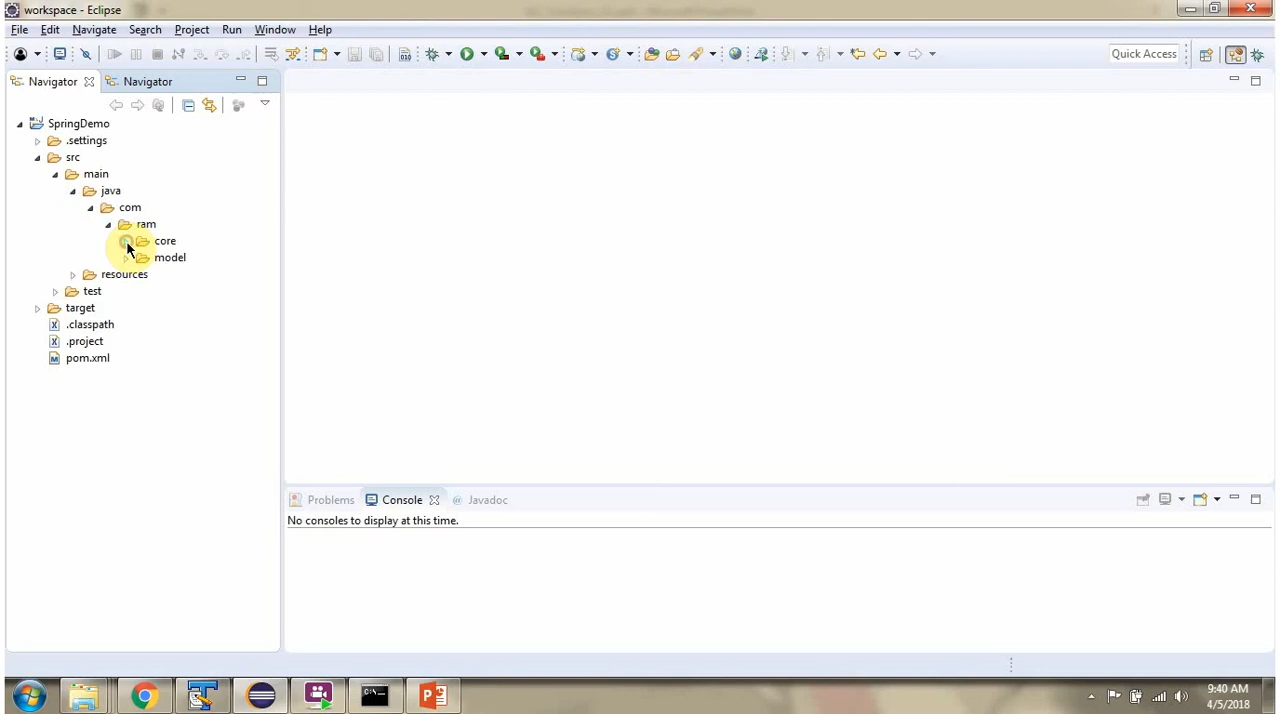 workspace - Eclipse
File Edit Navigate Search Project Run Window Help
Quick Access
Navigator Navigator
SpringDemo
.settings
src
main
java
com
ram
core
model
resources
test
target
.classpath
.project
pom.xml
Problems Console Javadoc
No consoles to display at this time.
9:40 AM
4/5/2018